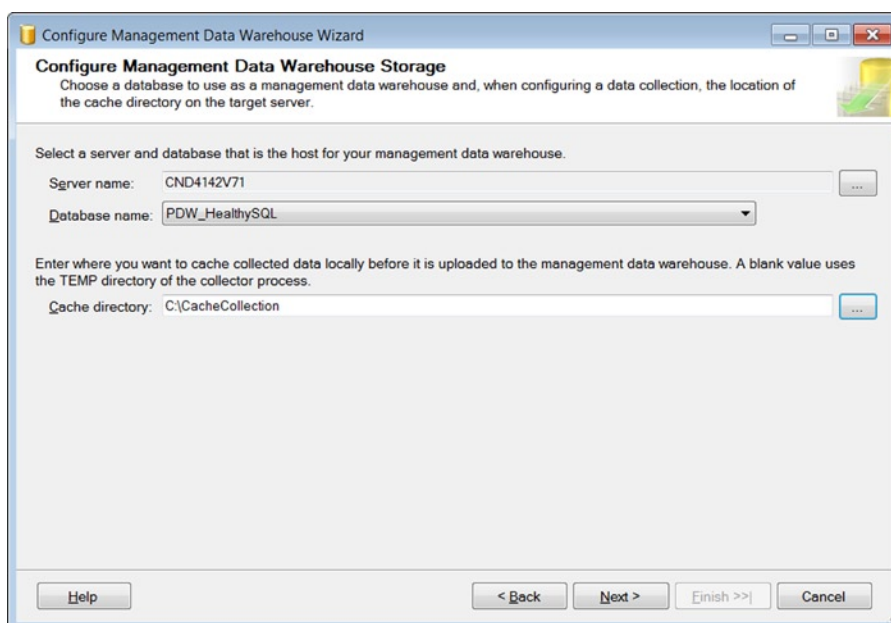 Configure Management Data Warehouse Wizard
Configure Management Data Warehouse Storage
Choose a database to use as a management data warehouse and, when configuring a data collection, the location of
the cache directory on the target server.
Select a server and database that is the host for your management data warehouse.
Server name: CND4142V71 ...
Database name: PDW_HealthySQL
Enter where you want to cache collected data locally before it is uploaded to the management data warehouse. A blank value uses
the TEMP directory of the collector process.
Cache directory: C:\CacheCollection ...
Help < Back Next > Finish >>| Cancel